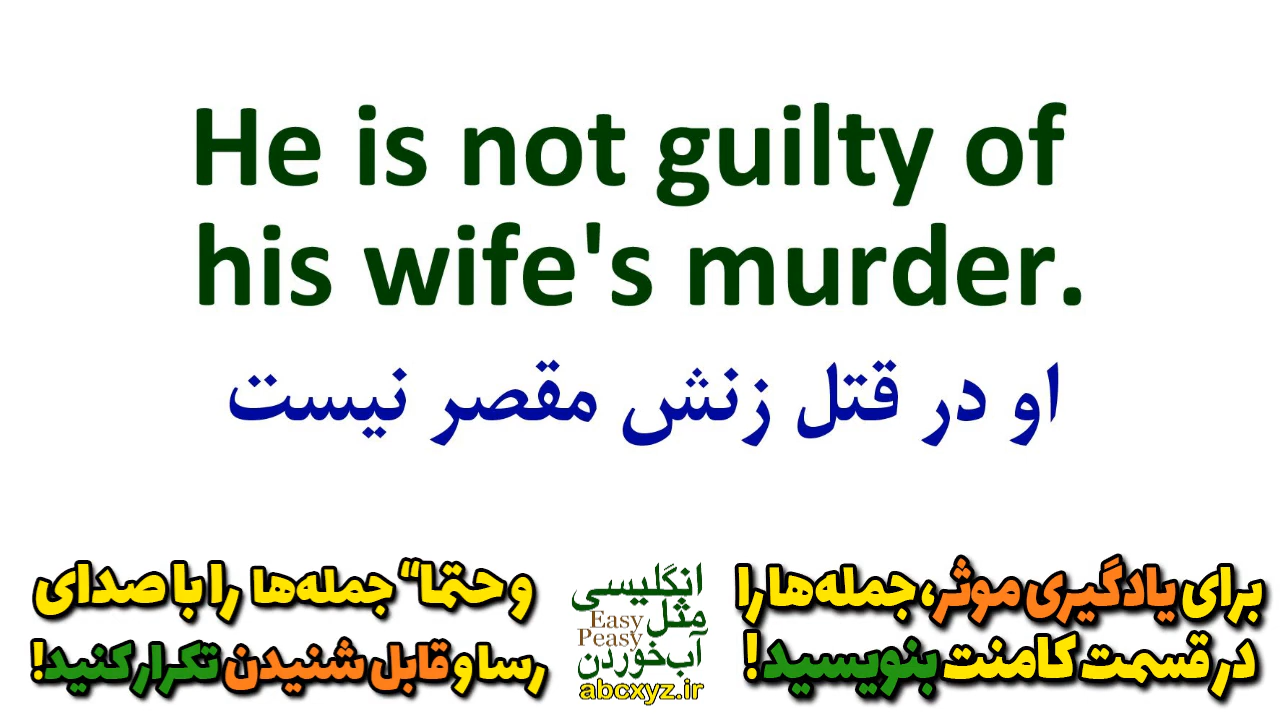 He is not guilty of
his wife's murder.
او در قتل زنش مقصر نیست
برای یادگیری موثر، جمله‌ها را
در قسمت کامنت بنویسید!
انگلیسی
مثل
Easy
Peasy
آب‌خوردن
abcxyz.ir
و حتما“ جمله‌ها را با صدای
رسا و قابل شنیدن تکرار کنید!